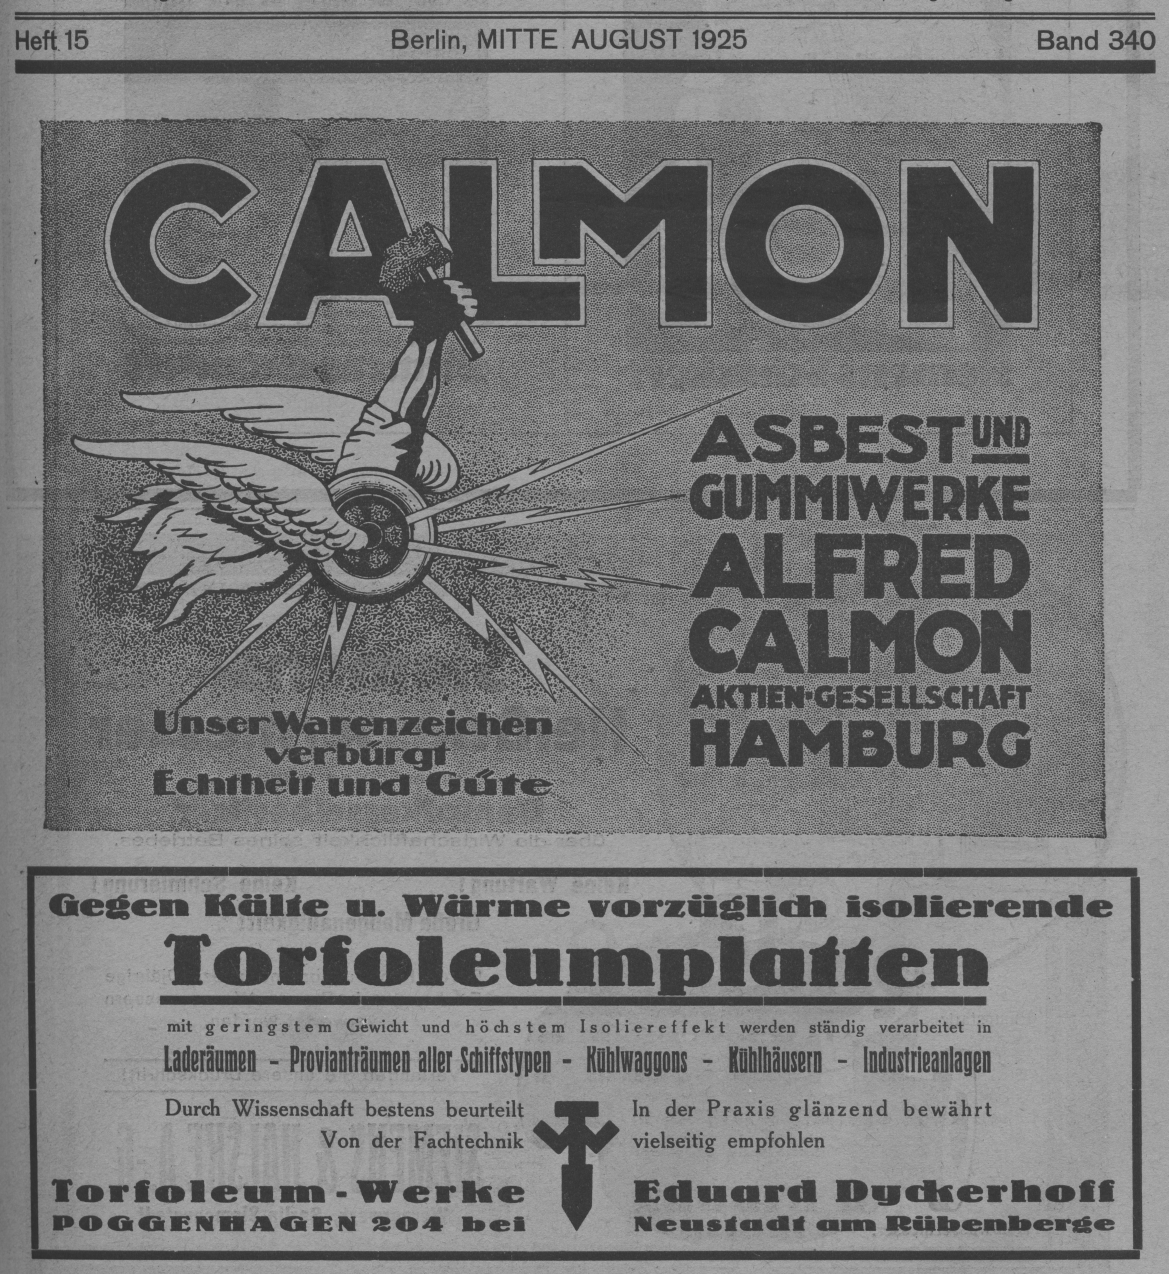 Heft 15 Berlin, MITTE AUGUST 1925 Band 340
CALMON
ASBEST UND
GUMMIWERKE
ALFRED
CALMON
AKTIEN-GESELLSCHAFT
HAMBURG
Unser Warenzeichen
verbürgt
Echtheit und Güte
Gegen Kälte u. Wärme vorzüglich isolierende
Torfoleumplatten
mit geringstem Gewicht und höchstem Isoliereffekt werden ständig verarbeitet in
Laderäumen - Provianträumen aller Schiffstypen - Kühlwaggons - Kühlhäusern - Industrieanlagen
Durch Wissenschaft bestens beurteilt
Von der Fachtechnik
In der Praxis glänzend bewährt
vielseitig empfohlen
Torfoleum-Werke
POGGENHAGEN 204 bei
Eduard Dyckerhoff
Neustadt am Rübenberge